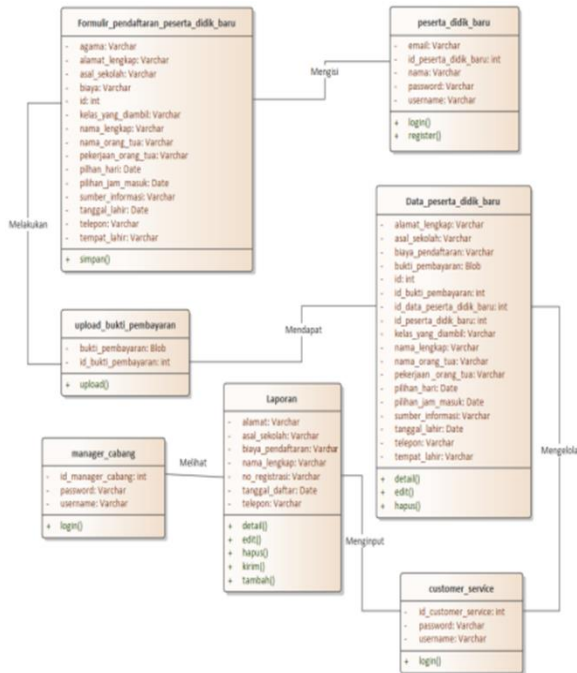 Formulir_pendaftaran_peserta_didik_baru
- agama: Varchar
- alamat_lengkap: Varchar
- asal_sekolah: Varchar
- biaya: Varchar
- id: int
- kelas_yang_diambil: Varchar
- nama_lengkap: Varchar
- nama_orang_tua: Varchar
- pekerjaan_orang_tua: Varchar
- pilhan_hari: Date
- pilihan_jam_masuk: Date
- sumber_informasi: Varchar
- tanggal_lahir: Date
- telepon: Varchar
- tempat_lahir: Varchar
+ simpan()
Mengisi
peserta_didik_baru
- email: Varchar
- id_peserta_didik_baru: int
- nama: Varchar
- password: Varchar
- username: Varchar
+ login()
+ register()
Melakukan
Data_peserta_didik_baru
- alamat_lengkap: Varchar
- asal_sekolah: Varchar
- biaya_pendaftaran: Varchar
- bukti_pembayaran: Blob
- id: int
- id_bukti_pembayaran: int
- id_data_peserta_didik_baru: int
- id_peserta_didik_baru: int
- kelas_yang_diambil: Varchar
- nama_lengkap: Varchar
- nama_orang_tua: Varchar
- pekerjaan _orang_tua: Varchar
- pilihan_hari: Date
- pilihan_jam_masuk: Date
- sumber_informasi: Varchar
- tanggal_lahir: Date
- telepon: Varchar
- tempat_lahir: Varchar
+ detail()
+ edit()
+ hapus()
upload_bukti_pembayaran
- bukti_pembayaran: Blob
- id_bukti_pembayaran: int
+ upload()
Mendapat
Laporan
- alamat: Varchar
- asal_sekolah: Varchar
- biaya_pendaftaran: Varchar
- nama_lengkap: Varchar
- no_registrasi: Varchar
- tanggal_daftar: Date
- telepon: Varchar
+ detail()
+ edit()
+ hapus()
+ kirim()
+ tambah()
manager_cabang
- id_manager_cabang: int
- password: Varchar
- username: Varchar
+ login()
Melihat
Mengelola
Menginput
customer_service
- id_customer_service: int
- password: Varchar
- username: Varchar
+ login()